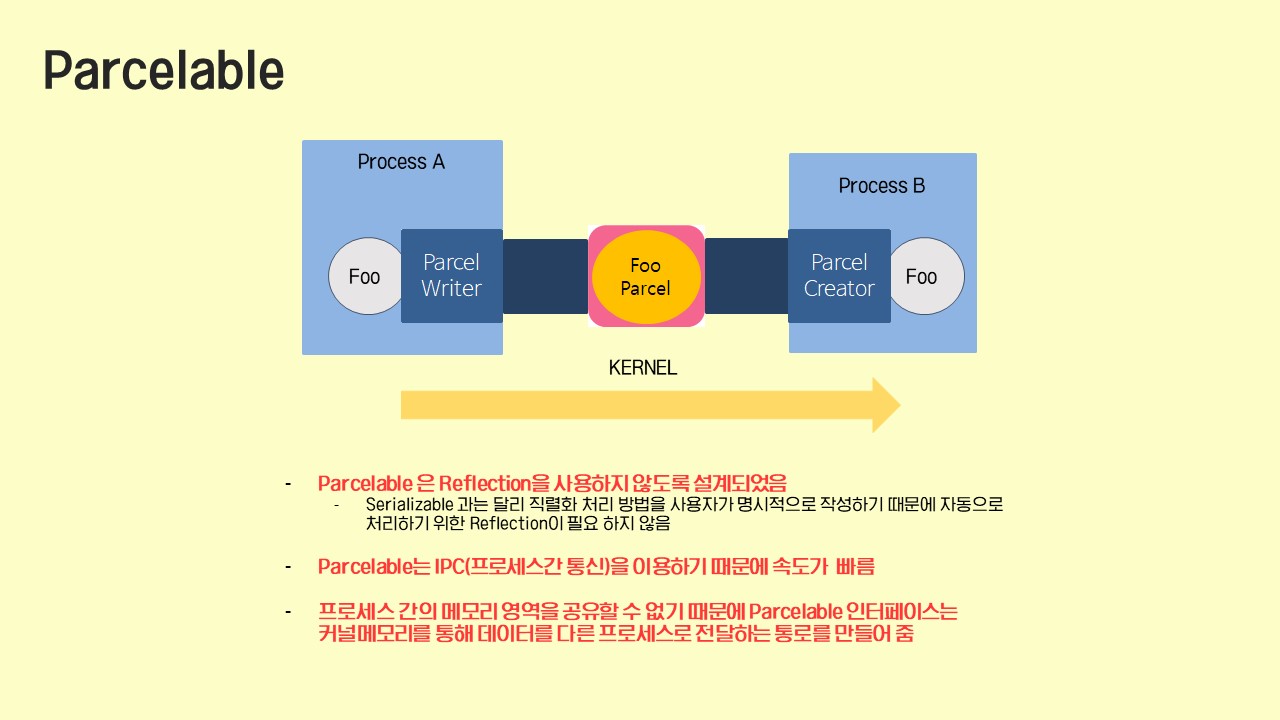 Parcelable
Process A
Process B
Foo
Parcel
Writer
Foo
Parcel
Parcel
Creator
Foo
KERNEL
- Parcelable 은 Reflection을 사용하지 않도록 설계되었음
- Serializable 과는 달리 직렬화 처리 방법을 사용자가 명시적으로 작성하기 때문에 자동으로
처리하기 위한 Reflection이 필요 하지 않음
- Parcelable는 IPC(프로세스간 통신)을 이용하기 때문에 속도가 빠름
- 프로세스 간의 메모리 영역을 공유할 수 없기 때문에 Parcelable 인터페이스는
커널메모리를 통해 데이터를 다른 프로세스로 전달하는 통로를 만들어 줌